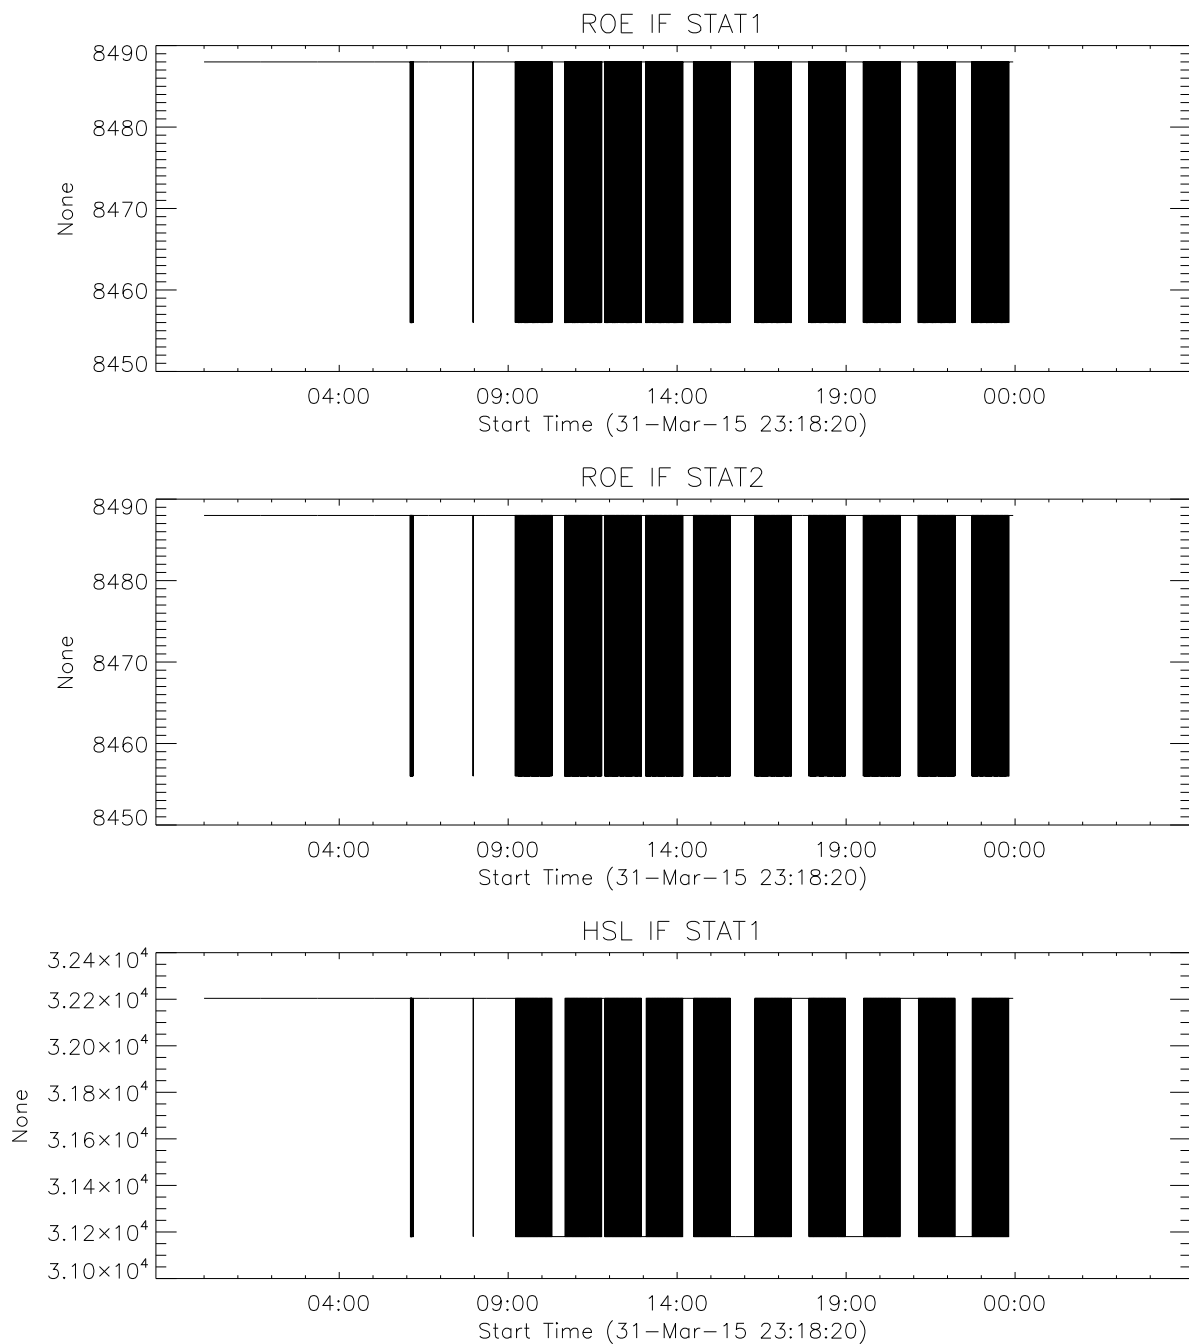 ROE IF STAT1
8490
8480
8470
8460
8450
None
04:00 09:00 14:00 19:00 00:00
Start Time (31-Mar-15 23:18:20)
ROE IF STAT2
8490
8480
8470
8460
8450
None
04:00 09:00 14:00 19:00 00:00
Start Time (31-Mar-15 23:18:20)
HSL IF STAT1
3.24×10⁴
3.22×10⁴
3.20×10⁴
3.18×10⁴
3.16×10⁴
3.14×10⁴
3.12×10⁴
3.10×10⁴
None
04:00 09:00 14:00 19:00 00:00
Start Time (31-Mar-15 23:18:20)